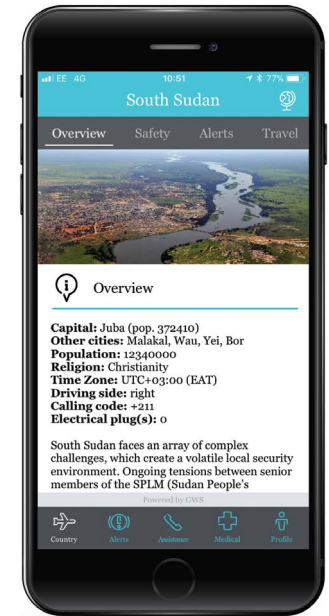 EE 4G 10:51 77%
South Sudan
Overview Safety Alerts Travel
Overview
Capital: Juba (pop. 372410)
Other cities: Malakal, Wau, Yei, Bor
Population: 12340000
Religion: Christianity
Time Zone: UTC+03:00 (EAT)
Driving side: right
Calling code: +211
Electrical plug(s): 0
South Sudan faces an array of complex
challenges, which create a volatile local security
environment. Ongoing tensions between senior
members of the SPLM (Sudan People's
Powered by GWS
Country Alerts Assistance Medical Profile